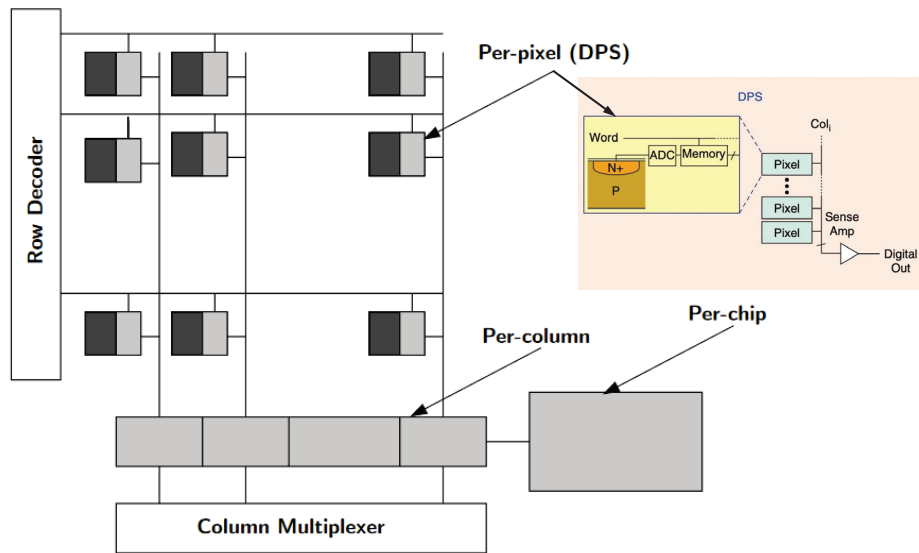 Row Decoder
Per-pixel (DPS)
DPS
Word
ADC
Memory
N+
P
Col_i
Pixel
Pixel
Pixel
Sense
Amp
Digital
Out
Per-column
Per-chip
Column Multiplexer